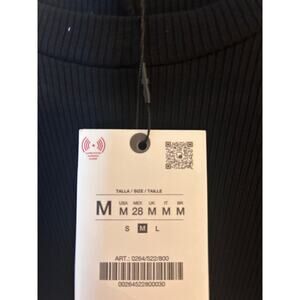 TALLA / SIZE / TAILLE
USA MEX UK IT BR
M M 28 M M M
S M L
ART.: 0264/522/800
00264522800030